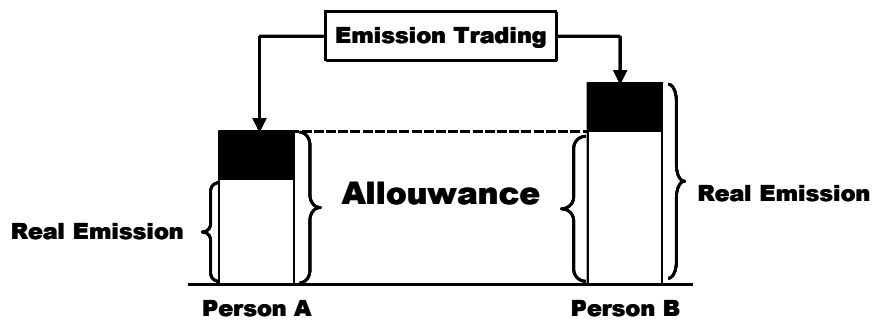 Emission Trading
Allouwance
Real Emission
Real Emission
Person A
Person B